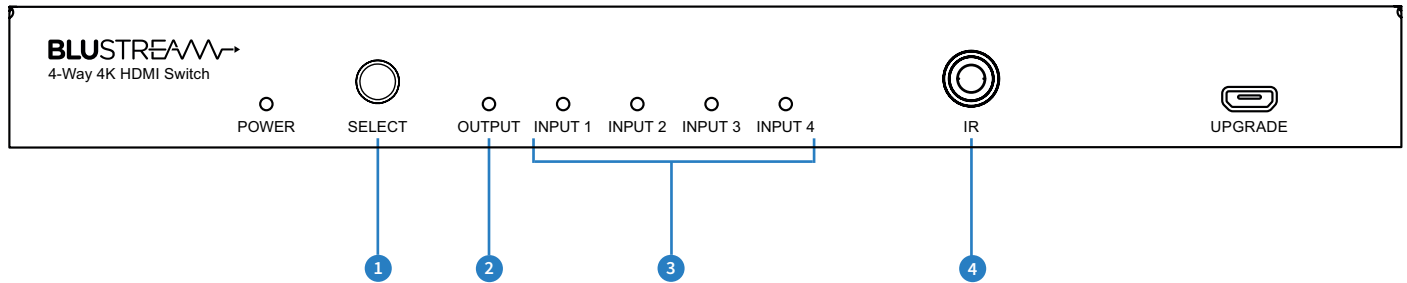 BLUSTREAM
4-Way 4K HDMI Switch
POWER SELECT OUTPUT INPUT 1 INPUT 2 INPUT 3 INPUT 4 IR UPGRADE
1 2 3 4